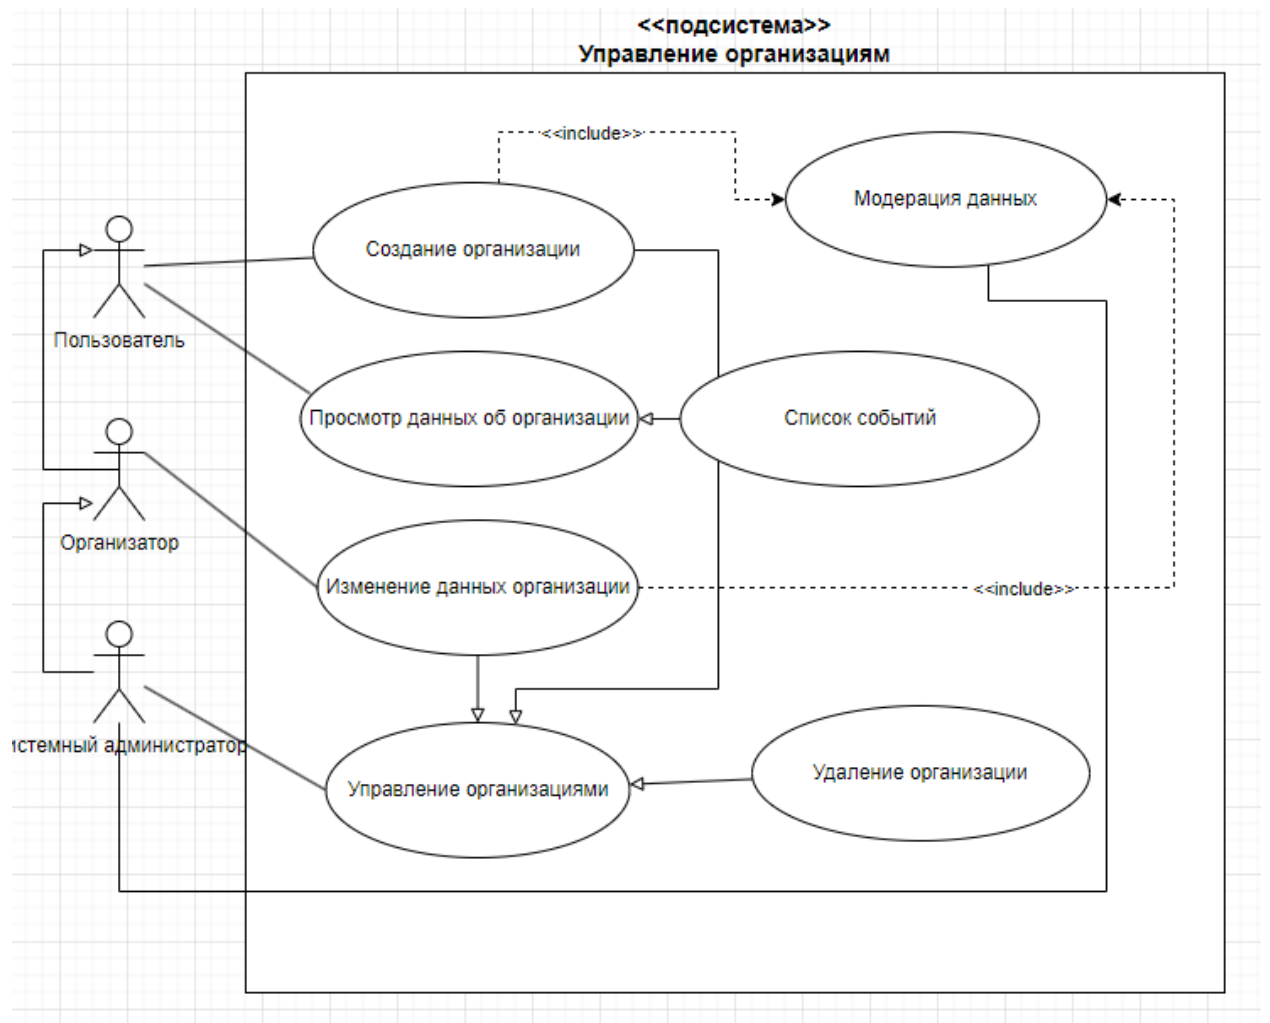 <<подсистема>>
Управление организациям
<<include>>
Модерация данных
Создание организации
Пользователь
Просмотр данных об организации
Список событий
Организатор
Изменение данных организации
<<include>>
истемный администратор
Управление организациями
Удаление организации